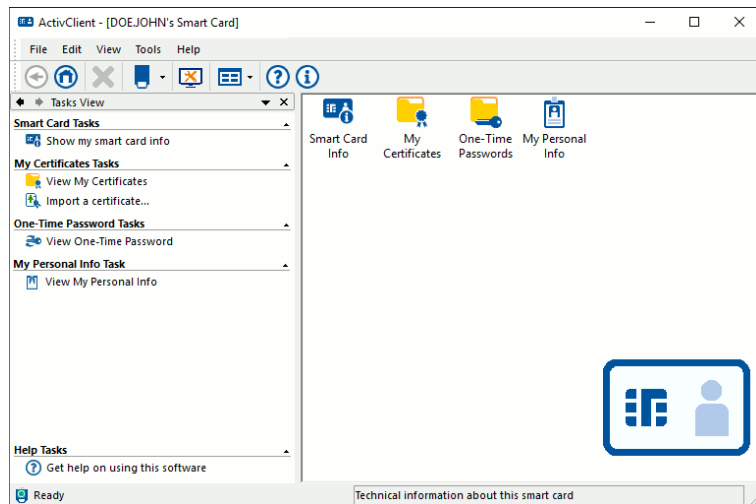 ActivClient - [DOE.JOHN's Smart Card]
File Edit View Tools Help
Tasks View
Smart Card Tasks
Show my smart card info
My Certificates Tasks
View My Certificates
Import a certificate...
One-Time Password Tasks
View One-Time Password
My Personal Info Task
View My Personal Info
Help Tasks
Get help on using this software
Smart Card
Info
My
Certificates
One-Time
Passwords
My Personal
Info
Ready
Technical information about this smart card